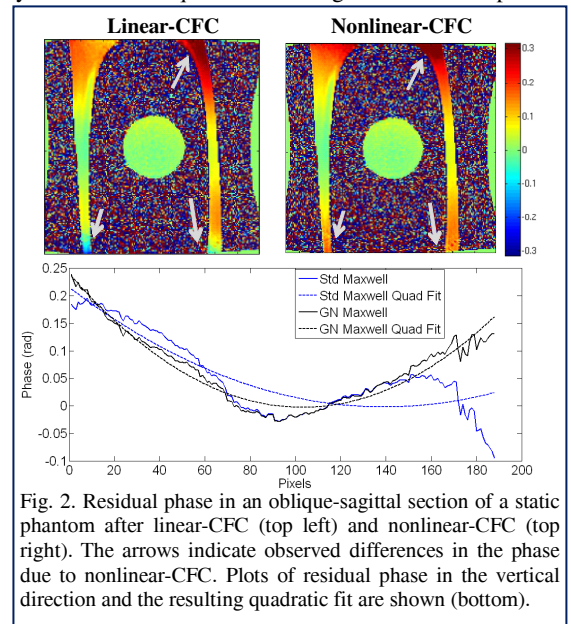 Linear-CFC Nonlinear-CFC
0.3
0.2
0.1
0
-0.1
-0.2
-0.3
0.25
0.2
0.15
0.1
0.05
0
-0.05
-0.1
Phase (rad)
Std Maxwell
Std Maxwell Quad Fit
GN Maxwell
GN Maxwell Quad Fit
0 20 40 60 80 100 120 140 160 180 200
Pixels
Fig. 2. Residual phase in an oblique-sagittal section of a static
phantom after linear-CFC (top left) and nonlinear-CFC (top
right). The arrows indicate observed differences in the phase
due to nonlinear-CFC. Plots of residual phase in the vertical
direction and the resulting quadratic fit are shown (bottom).